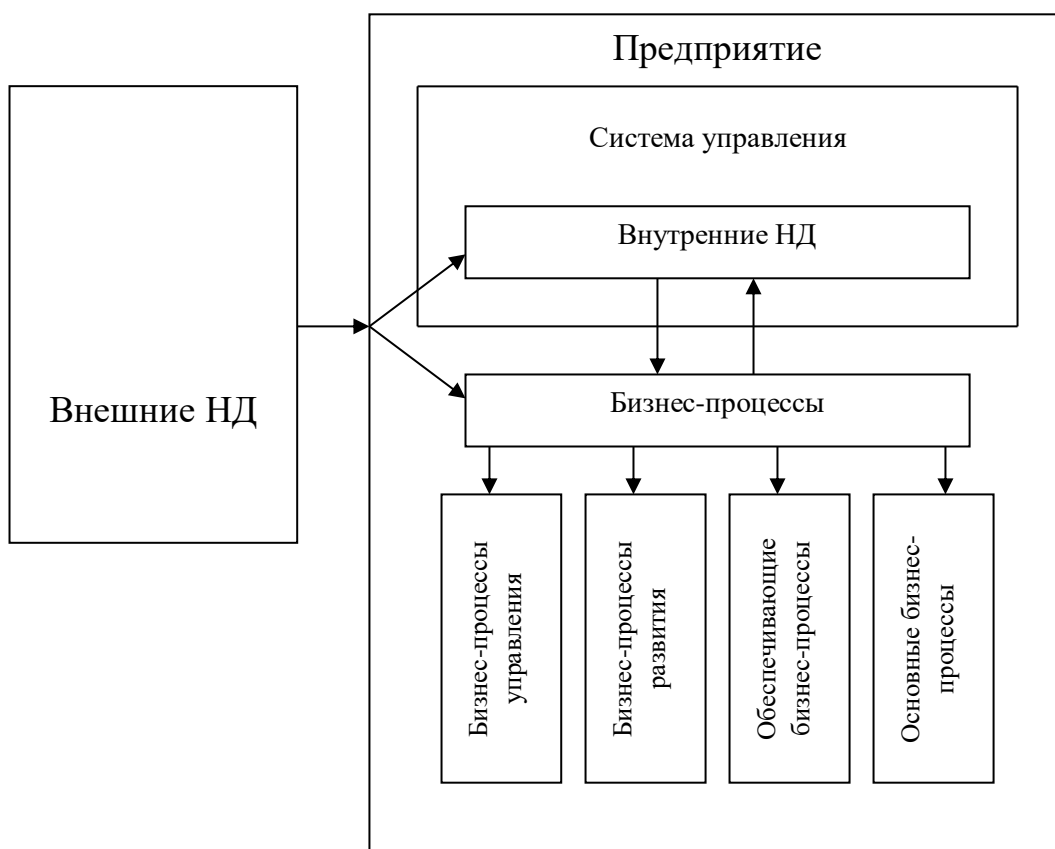 Предприятие
Система управления
Внутренние НД
Внешние НД
Бизнес-процессы
Бизнес-процессы
управления
Бизнес-процессы
развития
Обеспечивающие
бизнес-процессы
Основные бизнес-
процессы